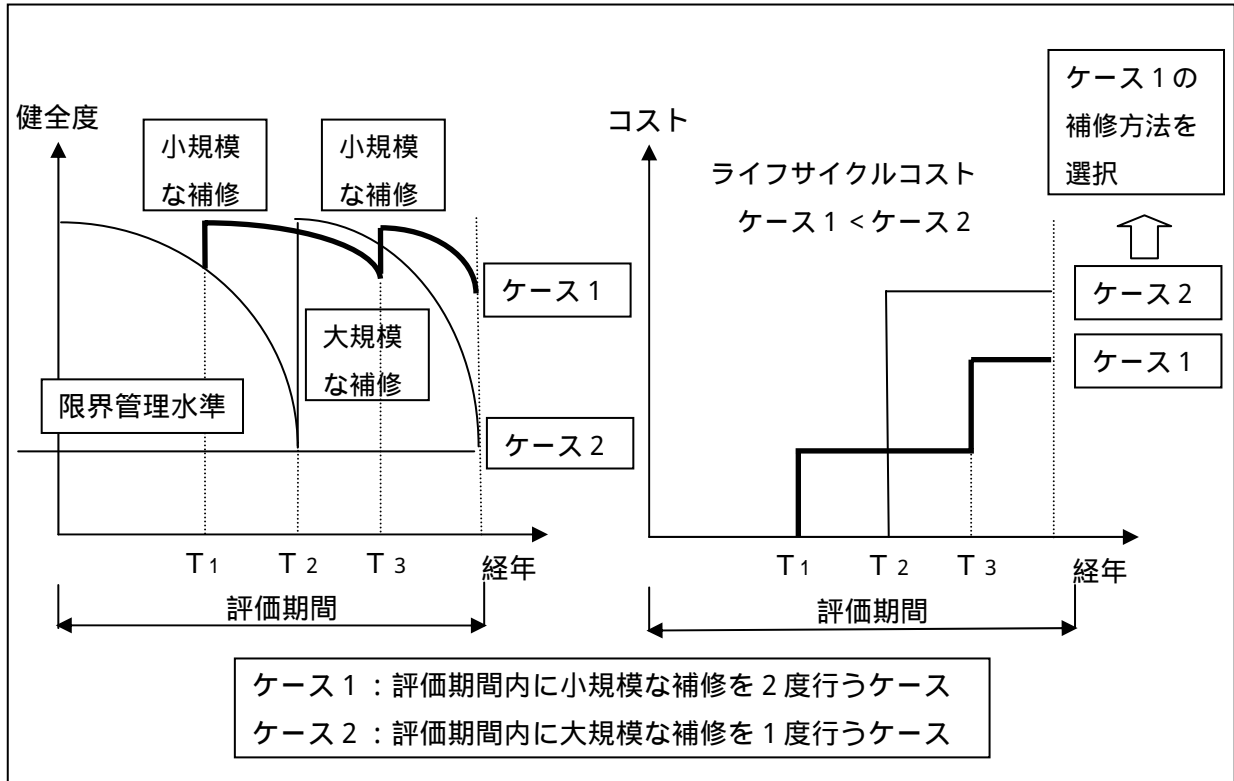 健全度
小規模
な補修
小規模
な補修
ケース1
大規模
な補修
限界管理水準
ケース2
T1
T2
T3
経年
評価期間
コスト
ライフサイクルコスト
ケース1<ケース2
ケース1の
補修方法を
選択
ケース2
ケース1
T1
T2
T3
経年
評価期間
ケース1:評価期間内に小規模な補修を2度行うケース
ケース2:評価期間内に大規模な補修を1度行うケース